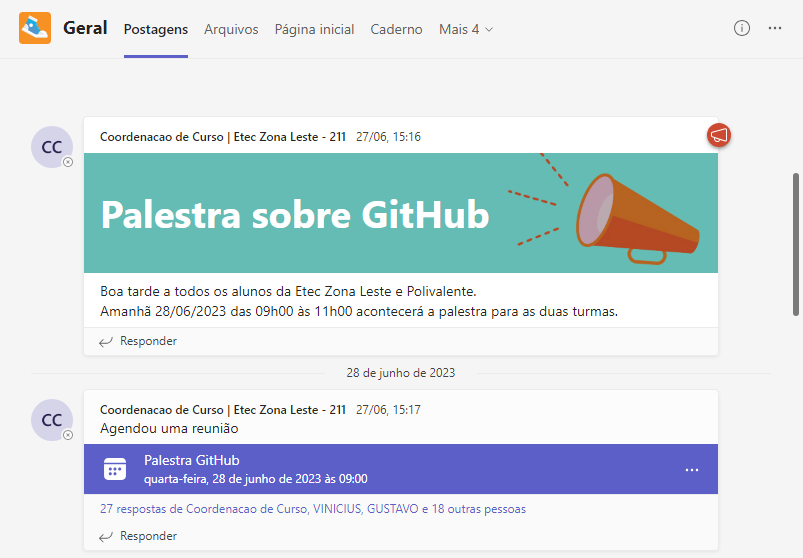 Geral Postagens Arquivos Página inicial Caderno Mais 4
CC
Coordenacao de Curso | Etec Zona Leste - 211 27/06, 15:16
Palestra sobre GitHub
Boa tarde a todos os alunos da Etec Zona Leste e Polivalente.
Amanhã 28/06/2023 das 09h00 às 11h00 acontecerá a palestra para as duas turmas.
Responder
28 de junho de 2023
CC
Coordenacao de Curso | Etec Zona Leste - 211 27/06, 15:17
Agendou uma reunião
Palestra GitHub
quarta-feira, 28 de junho de 2023 às 09:00
27 respostas de Coordenacao de Curso, VINICIUS, GUSTAVO e 18 outras pessoas
Responder